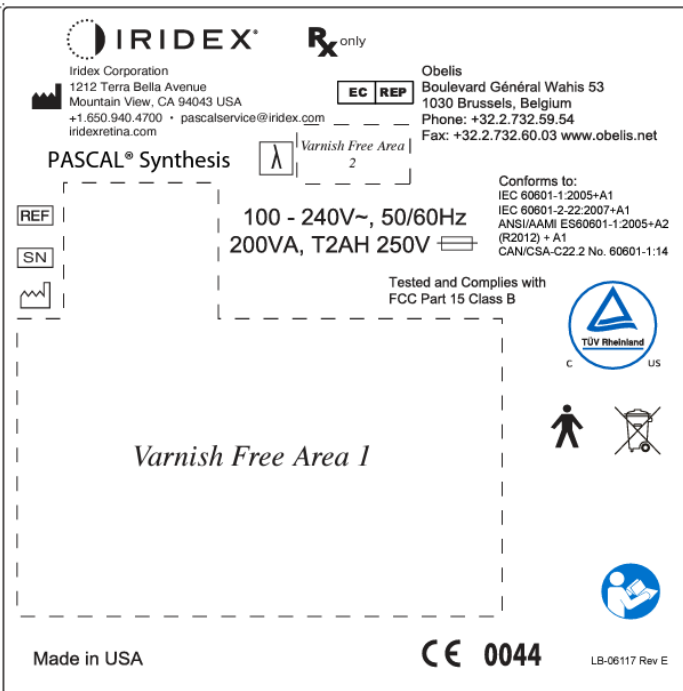 IRIDEX®
Rx only
Iridex Corporation
1212 Terra Bella Avenue
Mountain View, CA 94043 USA
+1.650.940.4700 • pascalservice@iridex.com
iridexretina.com
EC REP
Obelis
Boulevard Général Wahis 53
1030 Brussels, Belgium
Phone: +32.2.732.59.54
Fax: +32.2.732.60.03 www.obelis.net
PASCAL® Synthesis
λ
Varnish Free Area
2
REF
SN
100 - 240V~, 50/60Hz
200VA, T2AH 250V
Conforms to:
IEC 60601-1:2005+A1
IEC 60601-2-22:2007+A1
ANSI/AAMI ES60601-1:2005+A2
(R2012) + A1
CAN/CSA-C22.2 No. 60601-1:14
Tested and Complies with
FCC Part 15 Class B
TÜV Rheinland
C US
Varnish Free Area 1
Made in USA
CE 0044
LB-06117 Rev E